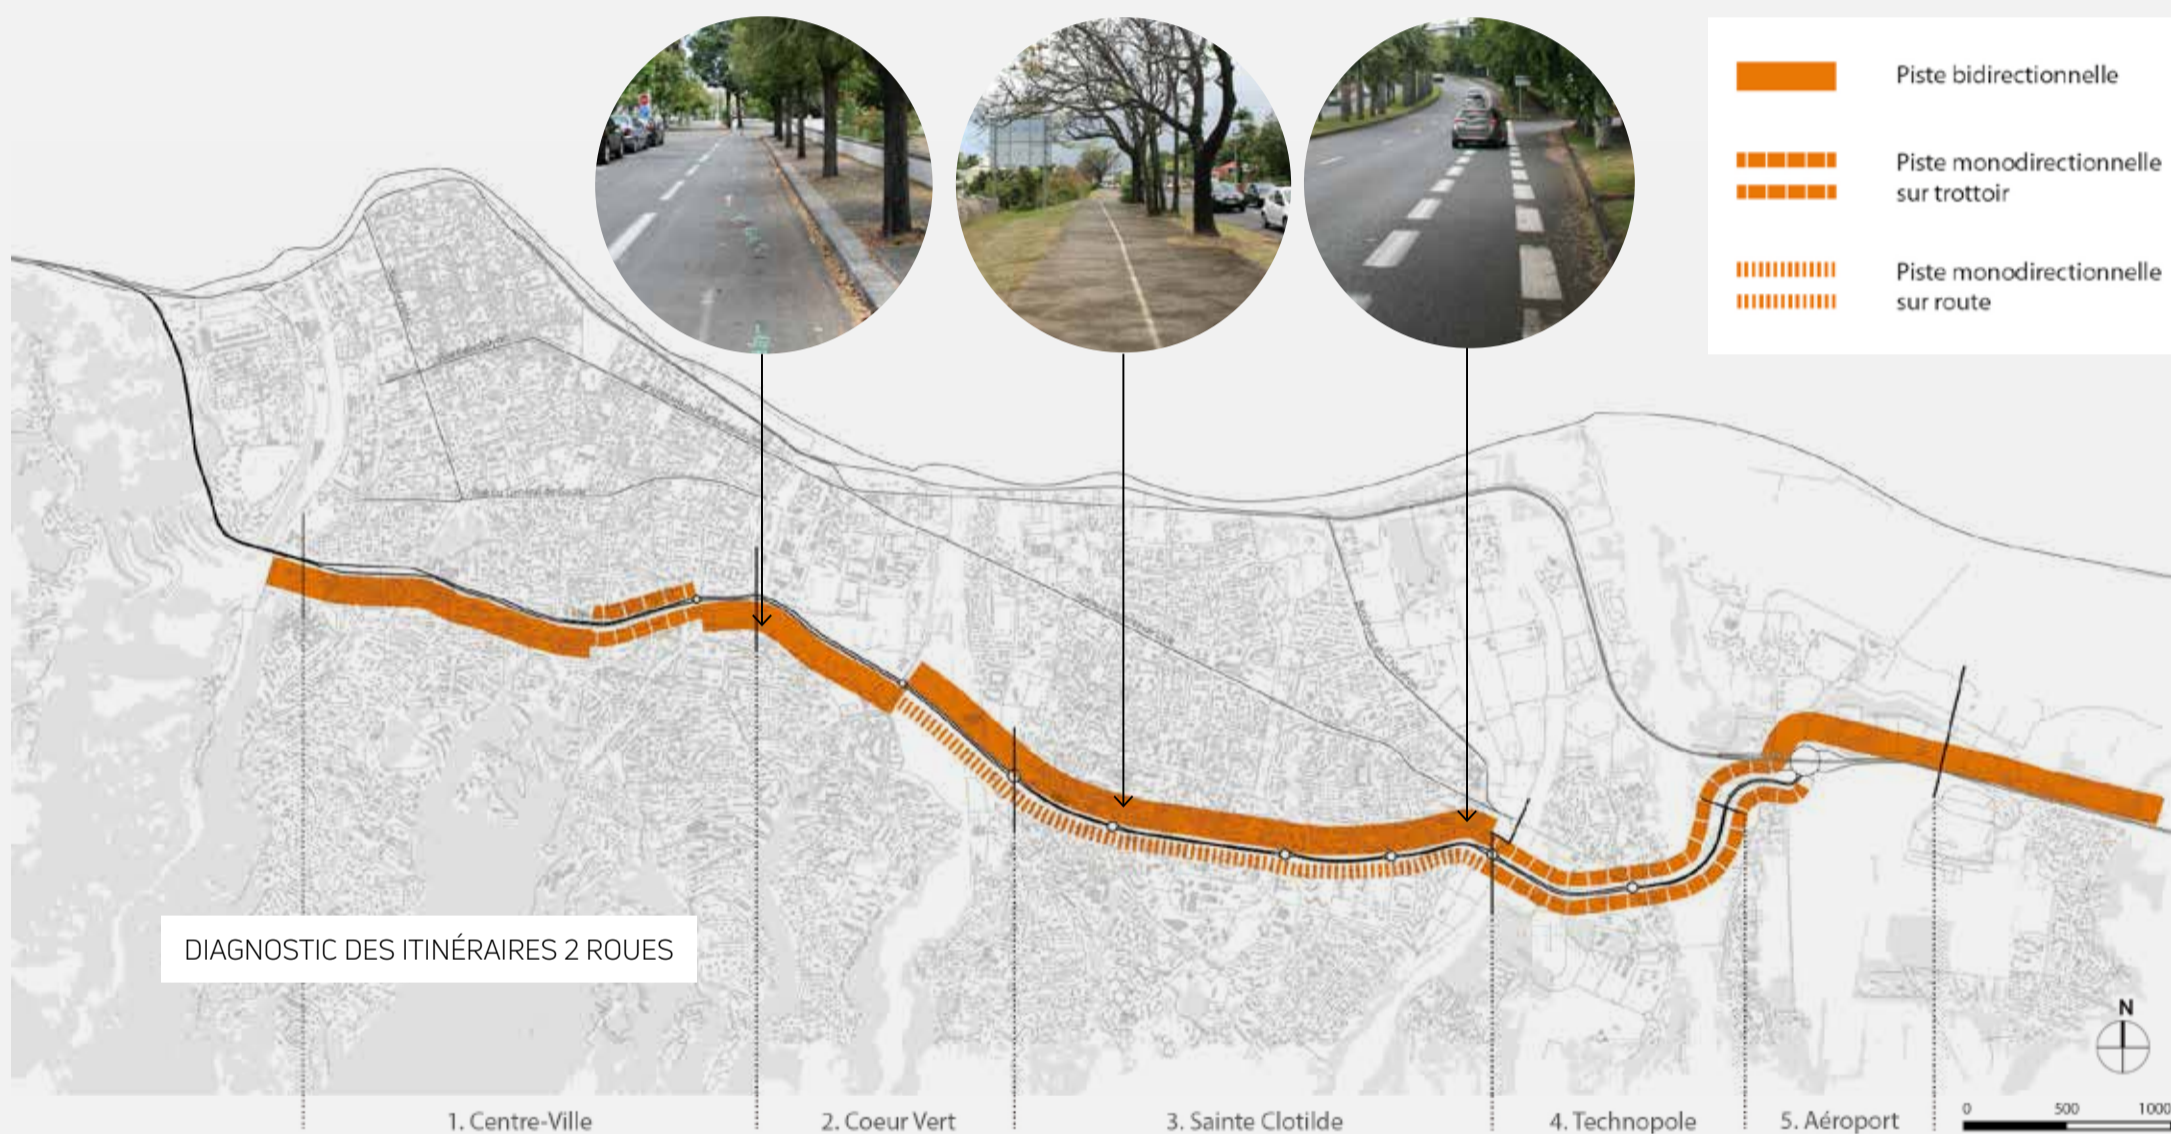 Piste bidirectionnelle
Piste monodirectionnelle
sur trottoir
Piste monodirectionnelle
sur route
DIAGNOSTIC DES ITINÉRAIRES 2 ROUES
N
1. Centre-Ville
2. Coeur Vert
3. Sainte Clotilde
4. Technopole
5. Aéroport
0
500
1000